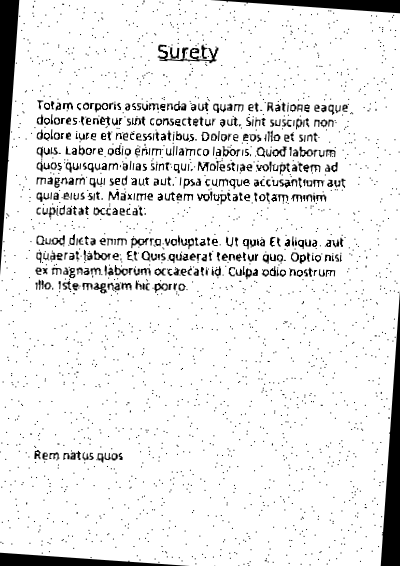 Surety
Totam corporis assumenda aut quam et. Ratione eaque
dolores tenetur sint consectetur aut. Sint suscipit non
dolore iure et necessitatibus. Dolore eos illo et sint
quis. Labore odio enim ullamco laboris. Quod laborum
quos quisquam alias sint qui. Molestiae voluptatem ad
magnam qui sed aut aut. Ipsa cumque accusantium aut
quia eius sit. Maxime autem voluptate totam minim
cupidatat occaecat.
Quod dicta enim porro voluptate. Ut quia Et aliqua. aut
quaerat labore. Et Quis quaerat tenetur quo. Optio nisi
ex magnam laborum occaecati id. Culpa odio nostrum
illo. Iste magnam hic porro.
Rem natus quos